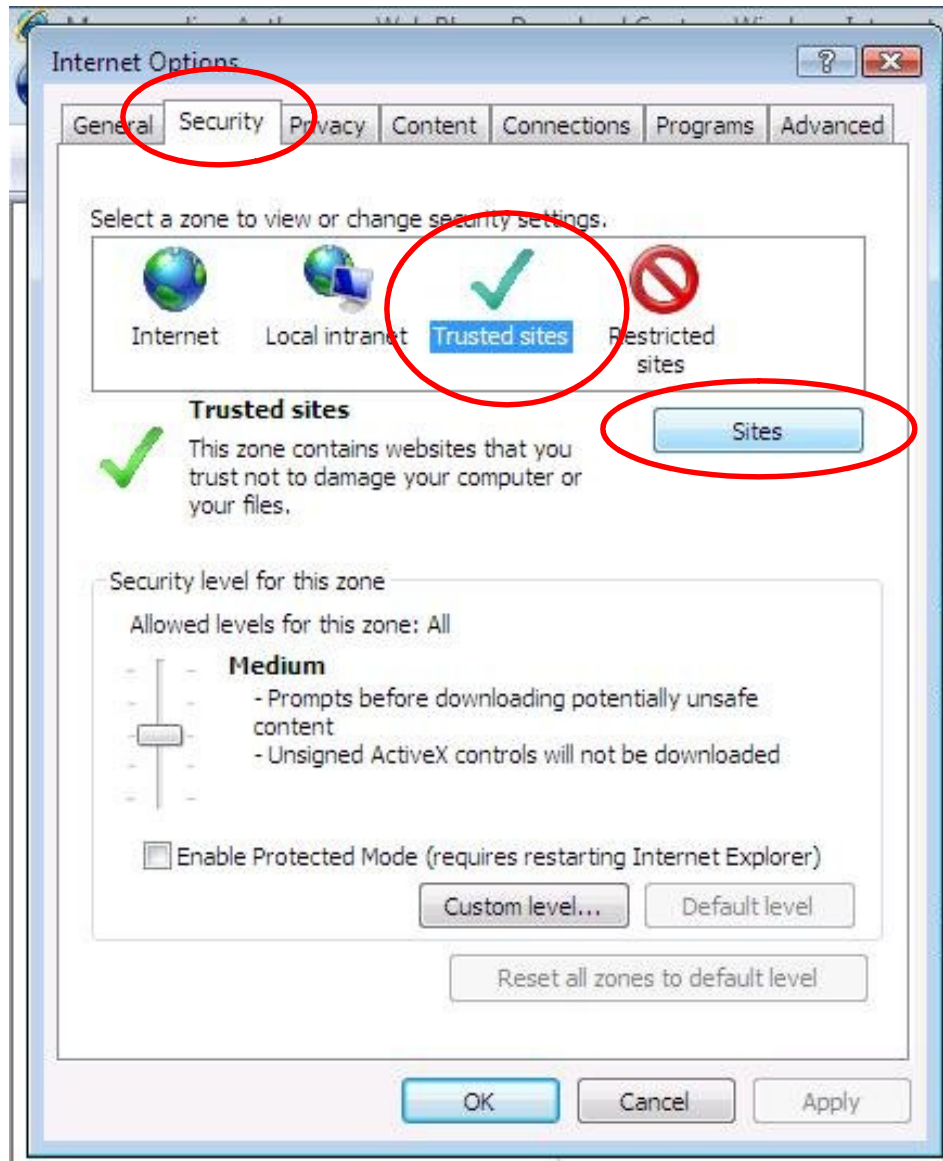 Internet Options
General Security Privacy Content Connections Programs Advanced
Select a zone to view or change security settings.
Internet Local intranet Trusted sites Restricted sites
Trusted sites
Sites
This zone contains websites that you
trust not to damage your computer or
your files.
Security level for this zone
Allowed levels for this zone: All
Medium
- Prompts before downloading potentially unsafe
content
- Unsigned ActiveX controls will not be downloaded
Enable Protected Mode (requires restarting Internet Explorer)
Custom level... Default level
Reset all zones to default level
OK Cancel Apply